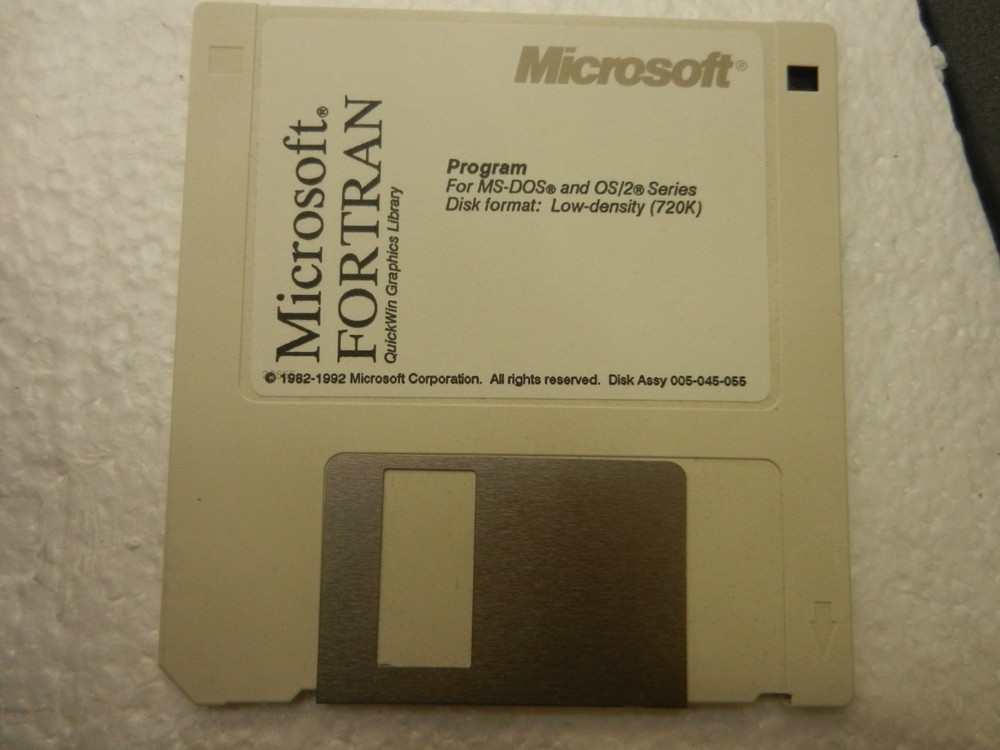 Microsoft®
Microsoft®
FORTRAN
QuickWin Graphics Library
Program
For MS-DOS® and OS/2® Series
Disk format: Low-density (720K)
© 1982-1992 Microsoft Corporation. All rights reserved. Disk Assy 005-045-055